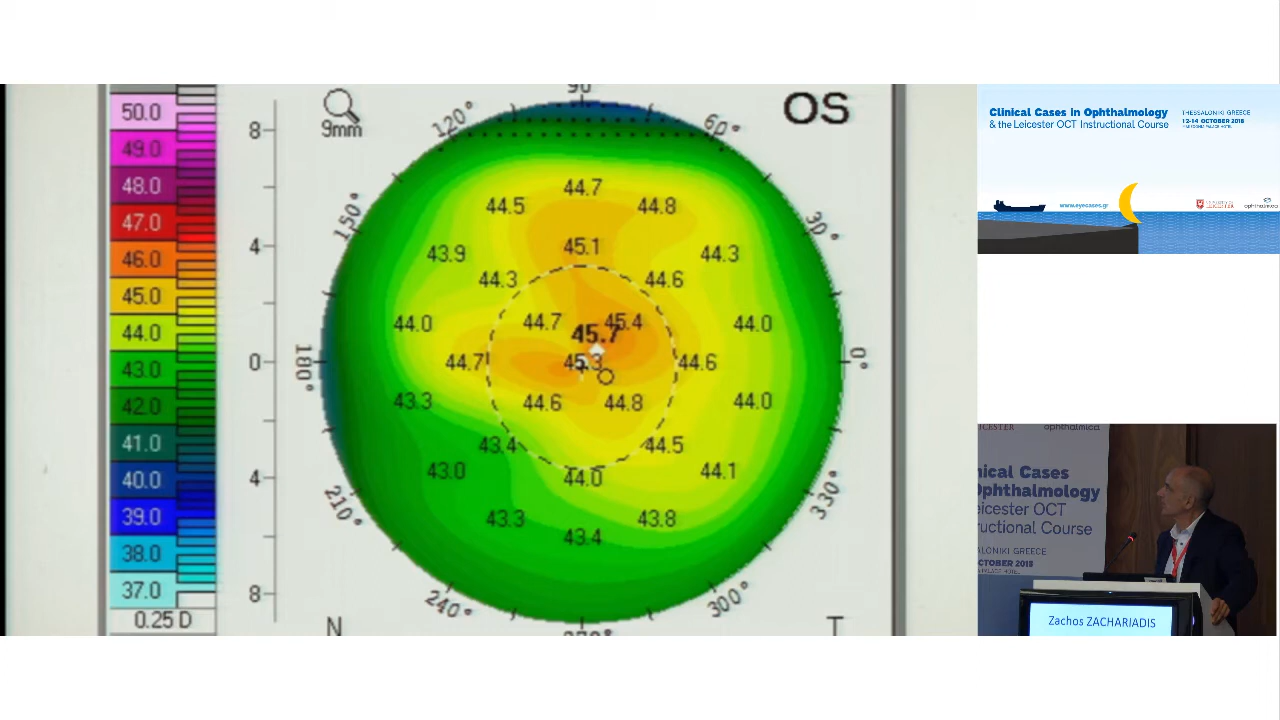 50.0
49.0
48.0
47.0
46.0
45.0
44.0
43.0
42.0
41.0
40.0
39.0
38.0
37.0
0.25 D
9mm
OS
8
4
0
4
8
90
120°
60°
150°
30°
180°
0°
210°
330°
240°
300°
270°
N
T
44.7
44.5
44.8
45.1
43.9
44.3
44.3
44.6
44.0
44.7
45.4
44.0
45.7
44.7
45.3
44.6
43.3
44.6
44.8
44.0
43.4
44.5
43.0
44.0
44.1
43.3
43.8
43.4
Clinical Cases in Ophthalmology
& the Leicester OCT Instructional Course
THESSALONIKI GREECE
12-14 OCTOBER 2018
www.eyecases.gr
ophthalmica
EICESTER
ophthalmica
nical Cases
Ophthalmology
eicester OCT
ructional Course
ALONIKI GREECE
OCTOBER 2018
PALACE HOTEL
Zachos ZACHARIADIS